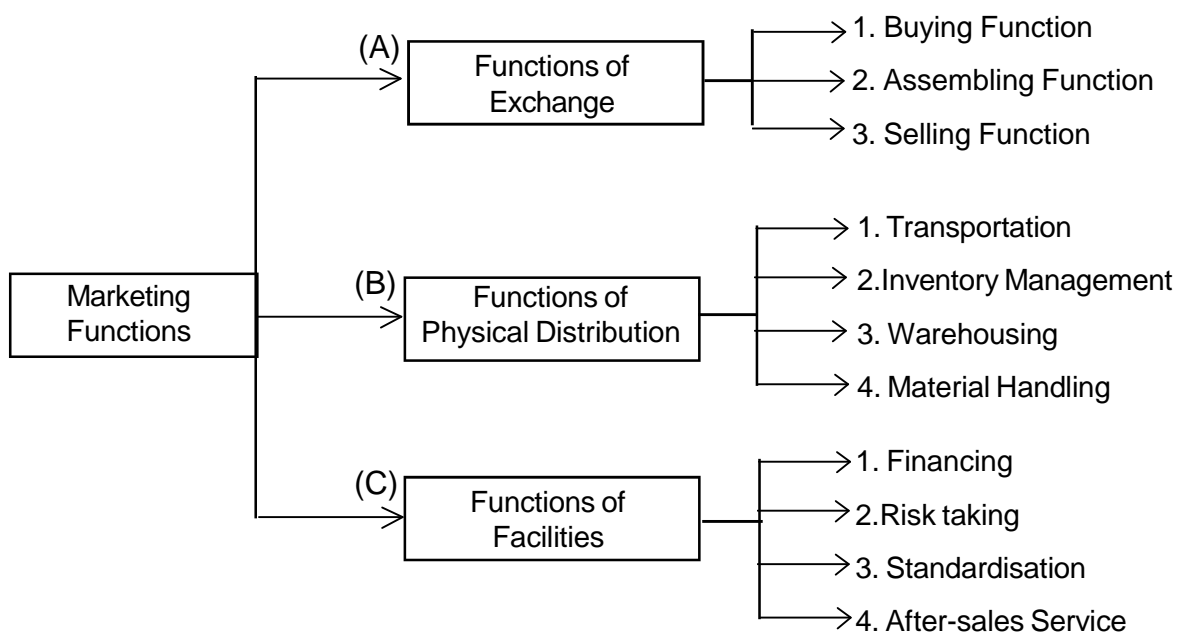 Marketing
Functions
(A)
Functions of
Exchange
1. Buying Function
2. Assembling Function
3. Selling Function
(B)
Functions of
Physical Distribution
1. Transportation
2.Inventory Management
3. Warehousing
4. Material Handling
(C)
Functions of
Facilities
1. Financing
2.Risk taking
3. Standardisation
4. After-sales Service